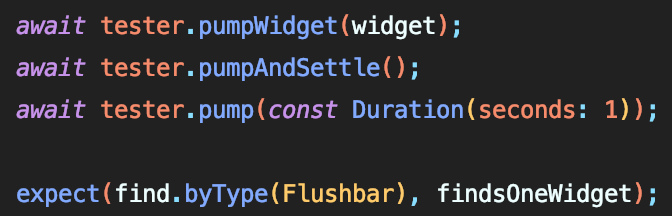 await tester.pumpWidget(widget);
await tester.pumpAndSettle();
await tester.pump(const Duration(seconds: 1));
expect(find.byType(Flushbar), findsOneWidget);